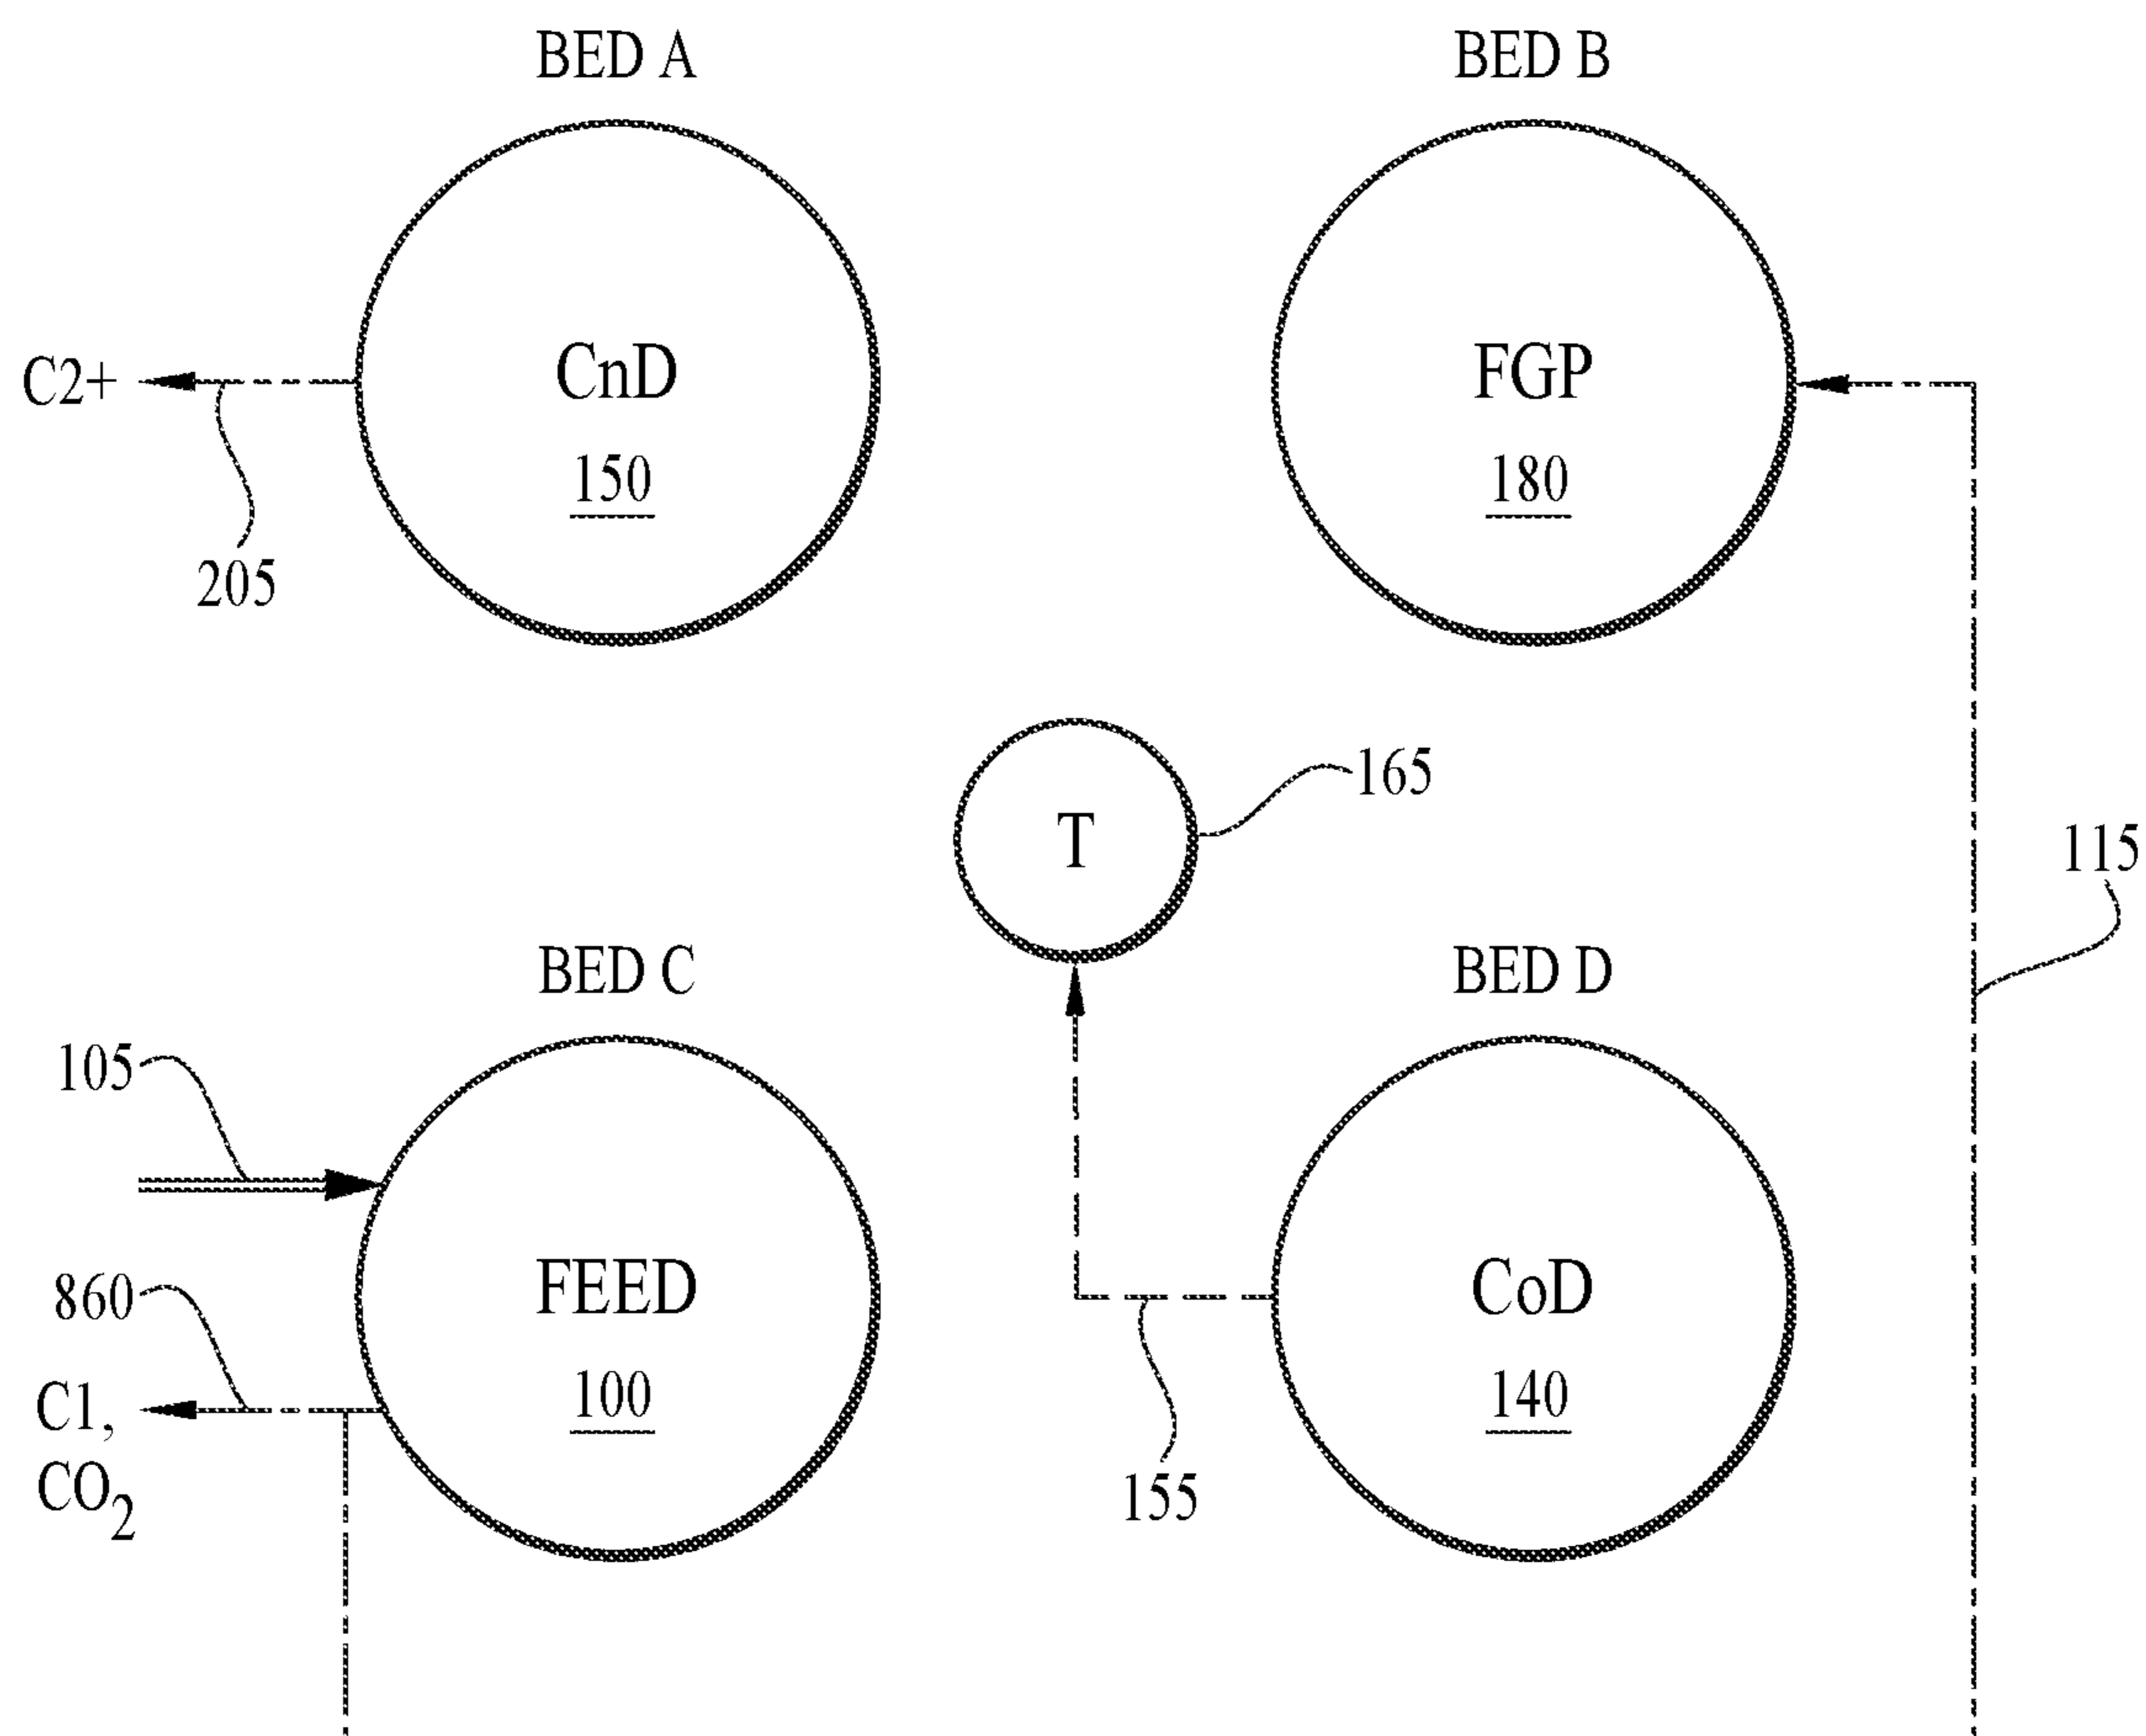 BED A
BED B
C2+
CnD
150
FGP
180
205
T
165
115
BED C
BED D
105
860
C1,
CO2
FEED
100
CoD
140
155